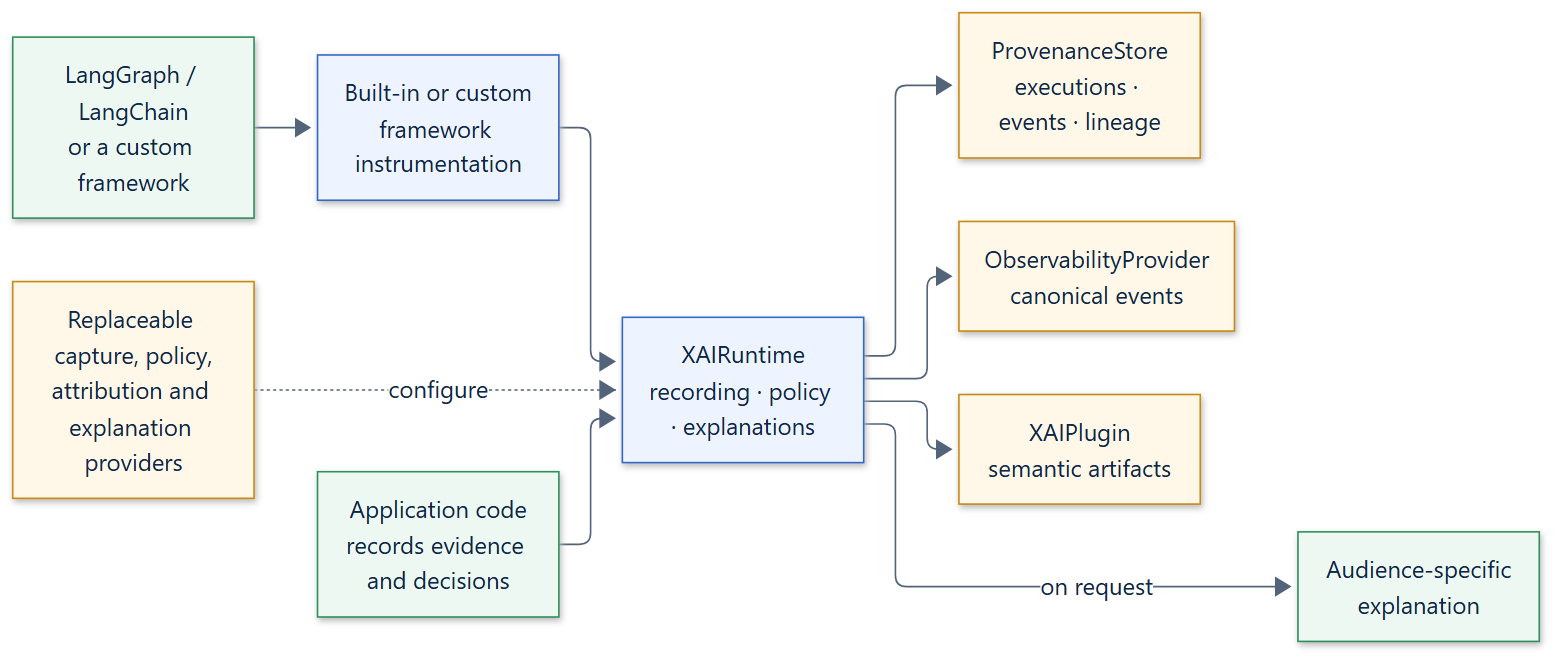 LangGraph /
LangChain
or a custom
framework
Built-in or custom
framework
instrumentation
Replaceable
capture, policy,
attribution and
explanation
providers
configure
Application code
records evidence
and decisions
XAIRuntime
recording · policy
· explanations
ProvenanceStore
executions ·
events · lineage
ObservabilityProvider
canonical events
XAIPlugin
semantic artifacts
on request
Audience-specific
explanation